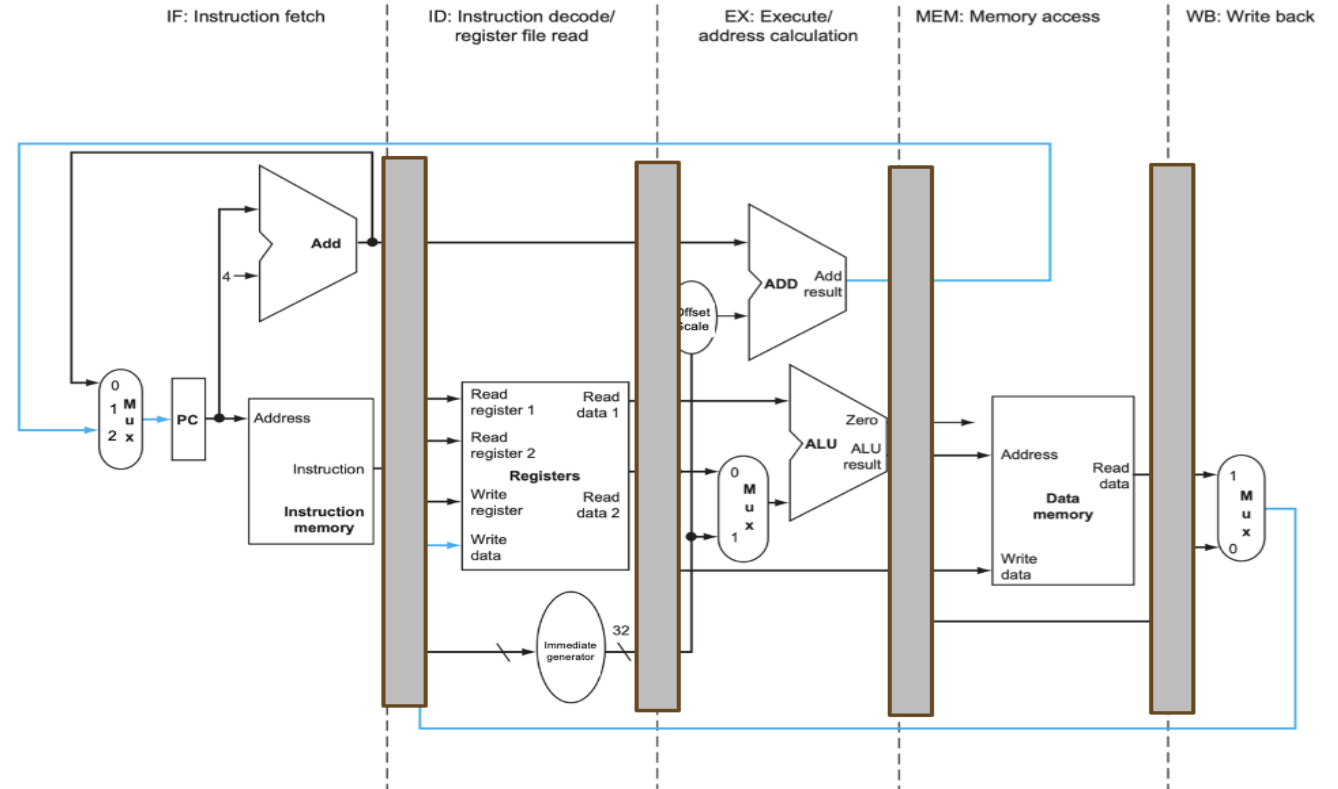 IF: Instruction fetch
ID: Instruction decode/
register file read
EX: Execute/
address calculation
MEM: Memory access
WB: Write back
Add
4
ADD
Add
result
Scale
0
1
2
M
u
x
PC
Address
Instruction
Instruction
memory
Read
register 1
Read
register 2
Write
register
Write
data
Registers
Read
data 1
Read
data 2
0
M
u
x
1
Zero
ALU
ALU
result
Address
Read
data
Data
memory
Write
data
1
M
u
x
0
Immediate
generator
32